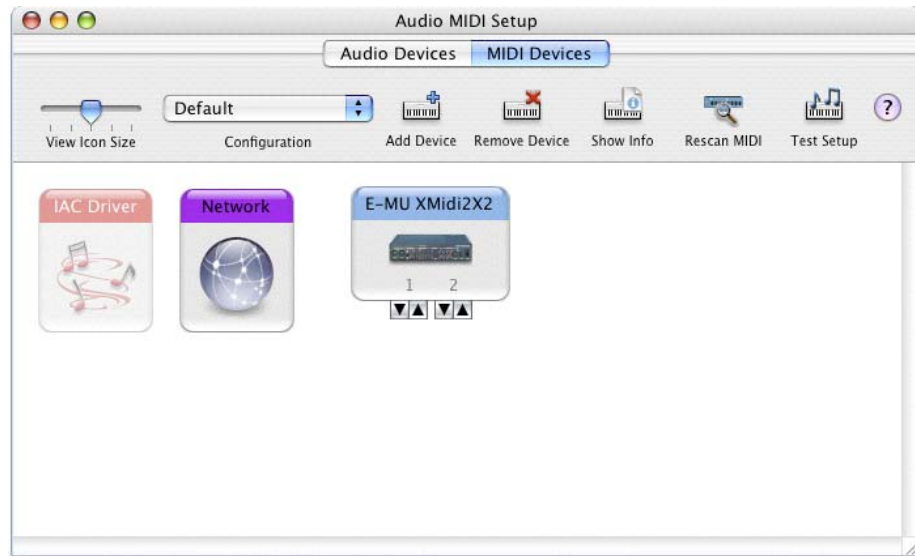 Audio MIDI Setup
Audio Devices MIDI Devices
Default
?
View Icon Size Configuration Add Device Remove Device Show Info Rescan MIDI Test Setup
IAC Driver Network E-MU XMidi2X2
1 2